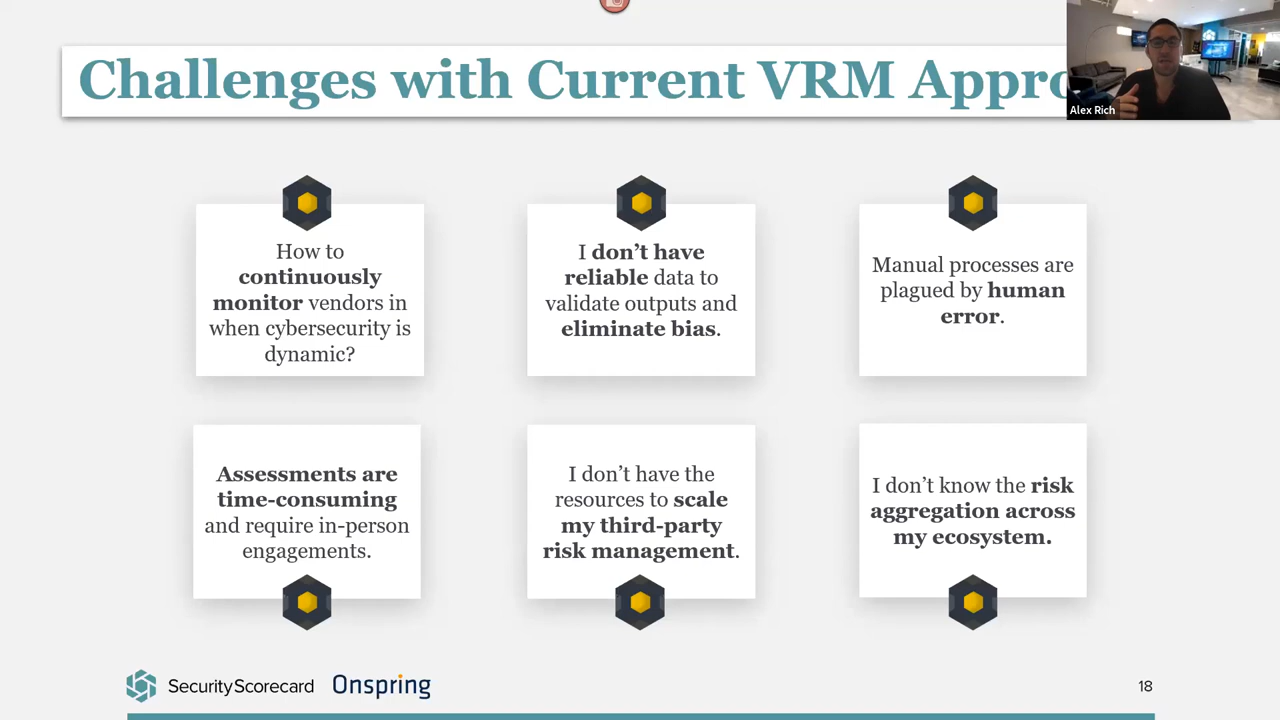 Challenges with Current VRM Appro
Alex Rich
How to
continuously
monitor vendors in
when cybersecurity is
dynamic?
I don’t have
reliable data to
validate outputs and
eliminate bias.
Manual processes are
plagued by human
error.
Assessments are
time-consuming
and require in-person
engagements.
I don’t have the
resources to scale
my third-party
risk management.
I don’t know the risk
aggregation across
my ecosystem.
SecurityScorecard
Onspring
18